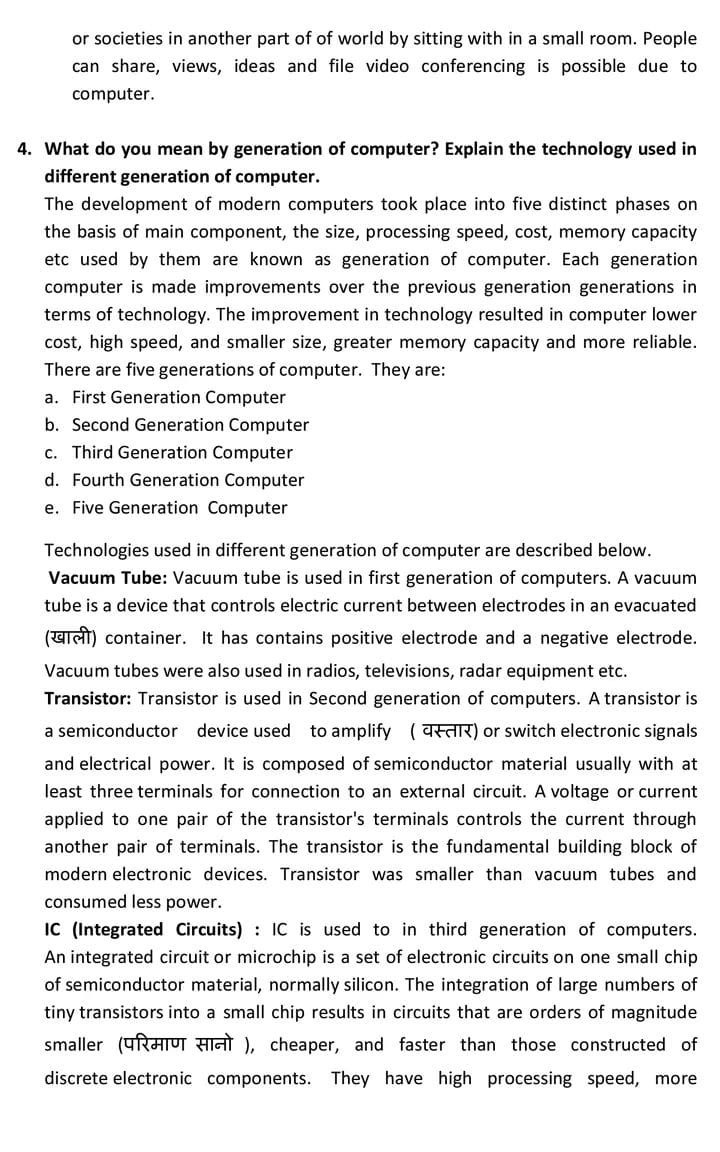 or societies in another part of of world by sitting with in a small room. People
can share, views, ideas and file video conferencing is possible due to
computer.
4. What do you mean by generation of computer? Explain the technology used in
different generation of computer.
The development of modern computers took place into five distinct phases on
the basis of main component, the size, processing speed, cost, memory capacity
etc used by them are known as generation of computer. Each generation
computer is made improvements over the previous generation generations in
terms of technology. The improvement in technology resulted in computer lower
cost, high speed, and smaller size, greater memory capacity and more reliable.
There are five generations of computer. They are:
a. First Generation Computer
b. Second Generation Computer
c. Third Generation Computer
d. Fourth Generation Computer
e. Five Generation Computer
Technologies used in different generation of computer are described below.
Vacuum Tube: Vacuum tube is used in first generation of computers. A vacuum
tube is a device that controls electric current between electrodes in an evacuated
(खाली) container. It has contains positive electrode and a negative electrode.
Vacuum tubes were also used in radios, televisions, radar equipment etc.
Transistor: Transistor is used in Second generation of computers. A transistor is
a semiconductor device used to amplify ( वस्तार) or switch electronic signals
and electrical power. It is composed of semiconductor material usually with at
least three terminals for connection to an external circuit. A voltage or current
applied to one pair of the transistor's terminals controls the current through
another pair of terminals. The transistor is the fundamental building block of
modern electronic devices. Transistor was smaller than vacuum tubes and
consumed less power.
IC (Integrated Circuits) : IC is used to in third generation of computers.
An integrated circuit or microchip is a set of electronic circuits on one small chip
of semiconductor material, normally silicon. The integration of large numbers of
tiny transistors into a small chip results in circuits that are orders of magnitude
smaller (परिमाण सानो ), cheaper, and faster than those constructed of
discrete electronic components. They have high processing speed, more